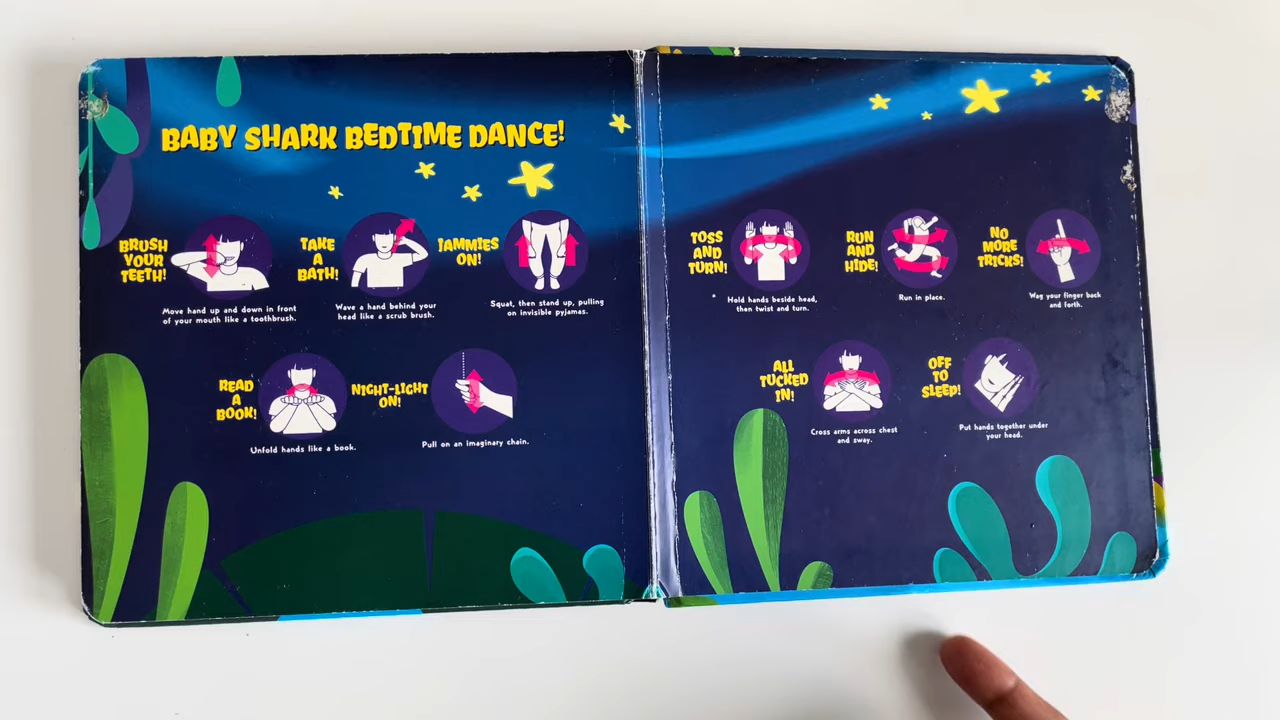 BABY SHARK BEDTIME DANCE!
BRUSH
YOUR
TEETH!
Move hand up and down in front
of your mouth like a toothbrush.
TAKE
A
BATH!
Wave a hand behind your
head like a scrub brush.
JAMMIES
ON!
Squat, then stand up, pulling
on invisible pyjamas.
READ
A
BOOK!
Unfold hands like a book.
NIGHT-LIGHT
ON!
Pull on an imaginary chain.
TOSS
AND
TURN!
Hold hands beside head,
then twist and turn.
RUN
AND
HIDE!
Run in place.
NO
MORE
TRICKS!
Wag your finger back
and forth.
ALL
TUCKED
IN!
Cross arms across chest
and sway.
OFF
TO
SLEEP!
Put hands together under
your head.